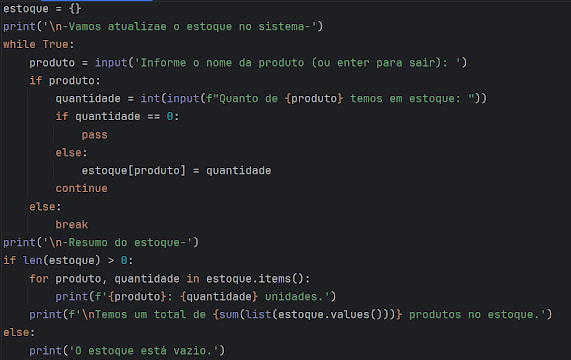 estoque = {}
print('\n-Vamos atualizae o estoque no sistema-')
while True:
    produto = input('Informe o nome da produto (ou enter para sair): ')
    if produto:
        quantidade = int(input(f"Quanto de {produto} temos em estoque: "))
        if quantidade == 0:
            pass
        else:
            estoque[produto] = quantidade
        continue
    else:
        break
print('\n-Resumo do estoque-')
if len(estoque) > 0:
    for produto, quantidade in estoque.items():
        print(f'{produto}: {quantidade} unidades.')
    print(f'\nTemos um total de {sum(list(estoque.values()))} produtos no estoque.')
else:
    print('O estoque está vazio.')